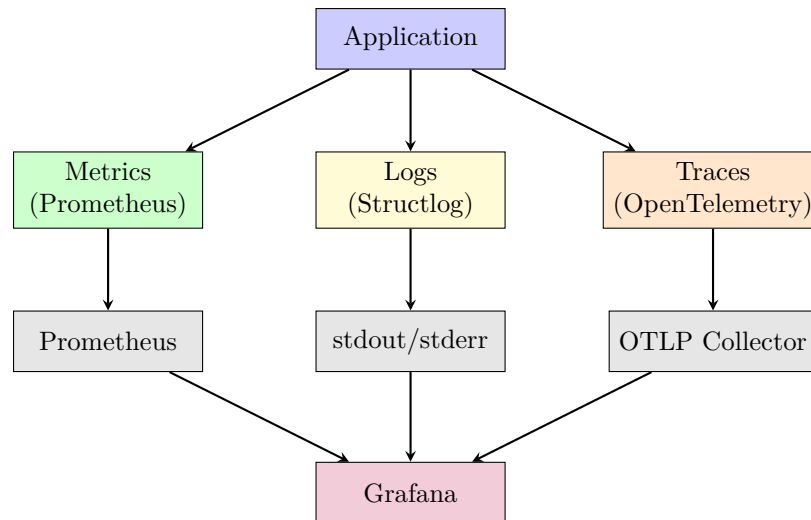 Application
Metrics
(Prometheus)
Logs
(Structlog)
Traces
(OpenTelemetry)
Prometheus
stdout/stderr
OTLP Collector
Grafana